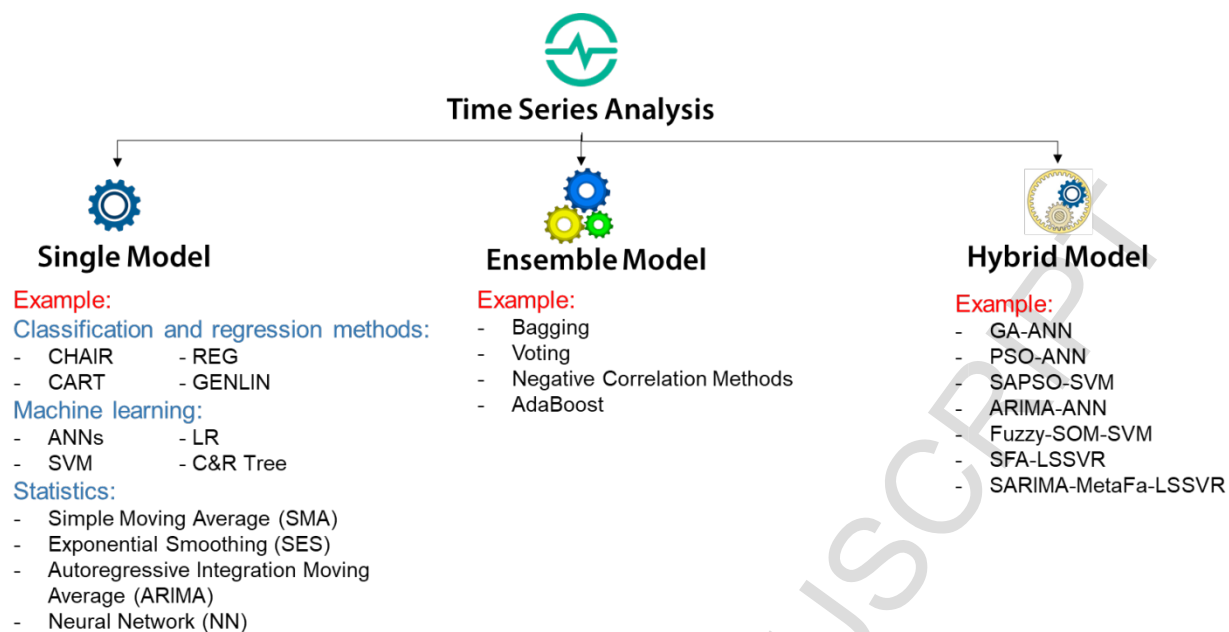 Time Series Analysis
Single Model
Example:
Classification and regression methods:
- CHAIR - REG
- CART - GENLIN
Machine learning:
- ANNs - LR
- SVM - C&R Tree
Statistics:
- Simple Moving Average (SMA)
- Exponential Smoothing (SES)
- Autoregressive Integration Moving
Average (ARIMA)
- Neural Network (NN)
Ensemble Model
Example:
- Bagging
- Voting
- Negative Correlation Methods
- AdaBoost
Hybrid Model
Example:
- GA-ANN
- PSO-ANN
- SAPSO-SVM
- ARIMA-ANN
- Fuzzy-SOM-SVM
- SFA-LSSVR
- SARIMA-MetaFa-LSSVR
USCRIPT